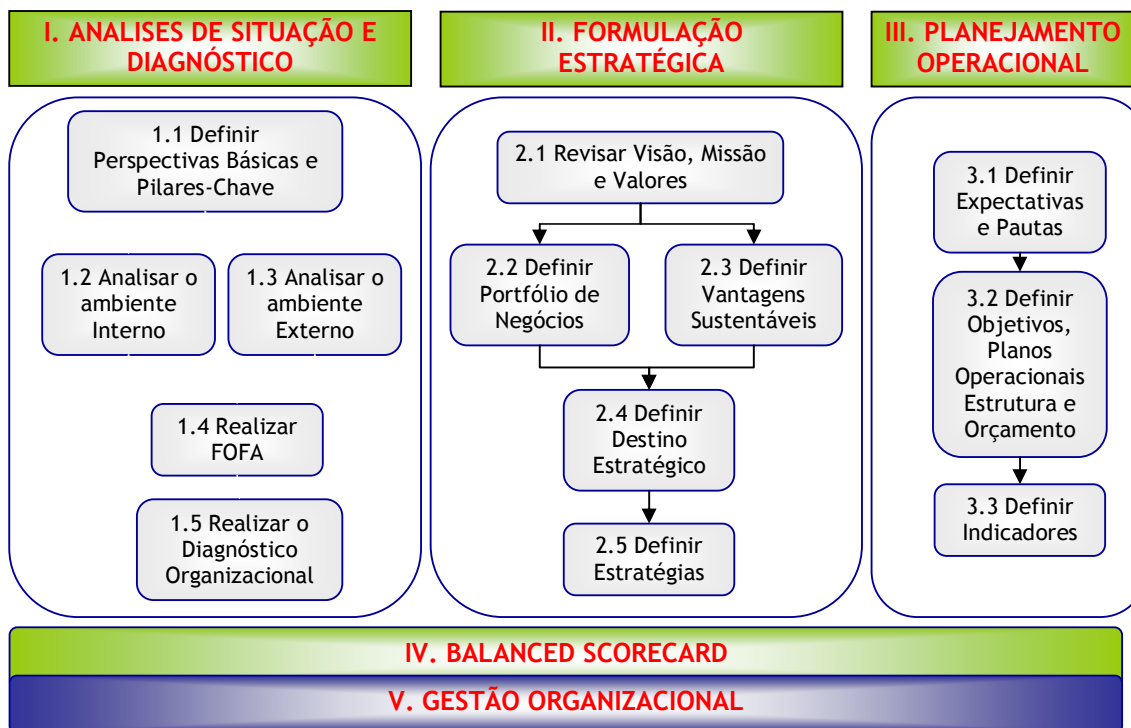 I. ANALISES DE SITUAÇÃO E
DIAGNÓSTICO
1.1 Definir
Perspectivas Básicas e
Pilares-Chave
1.2 Analisar o
ambiente
Interno
1.3 Analisar o
ambiente
Externo
1.4 Realizar
FOFA
1.5 Realizar o
Diagnóstico
Organizacional
II. FORMULAÇÃO
ESTRATÉGICA
2.1 Revisar Visão, Missão
e Valores
2.2 Definir
Portfólio de
Negócios
2.3 Definir
Vantagens
Sustentáveis
2.4 Definir
Destino
Estratégico
2.5 Definir
Estratégias
III. PLANEJAMENTO
OPERACIONAL
3.1 Definir
Expectativas
e Pautas
3.2 Definir
Objetivos,
Planos
Operacionais
Estrutura e
Orçamento
3.3 Definir
Indicadores
IV. BALANCED SCORECARD
V. GESTÃO ORGANIZACIONAL